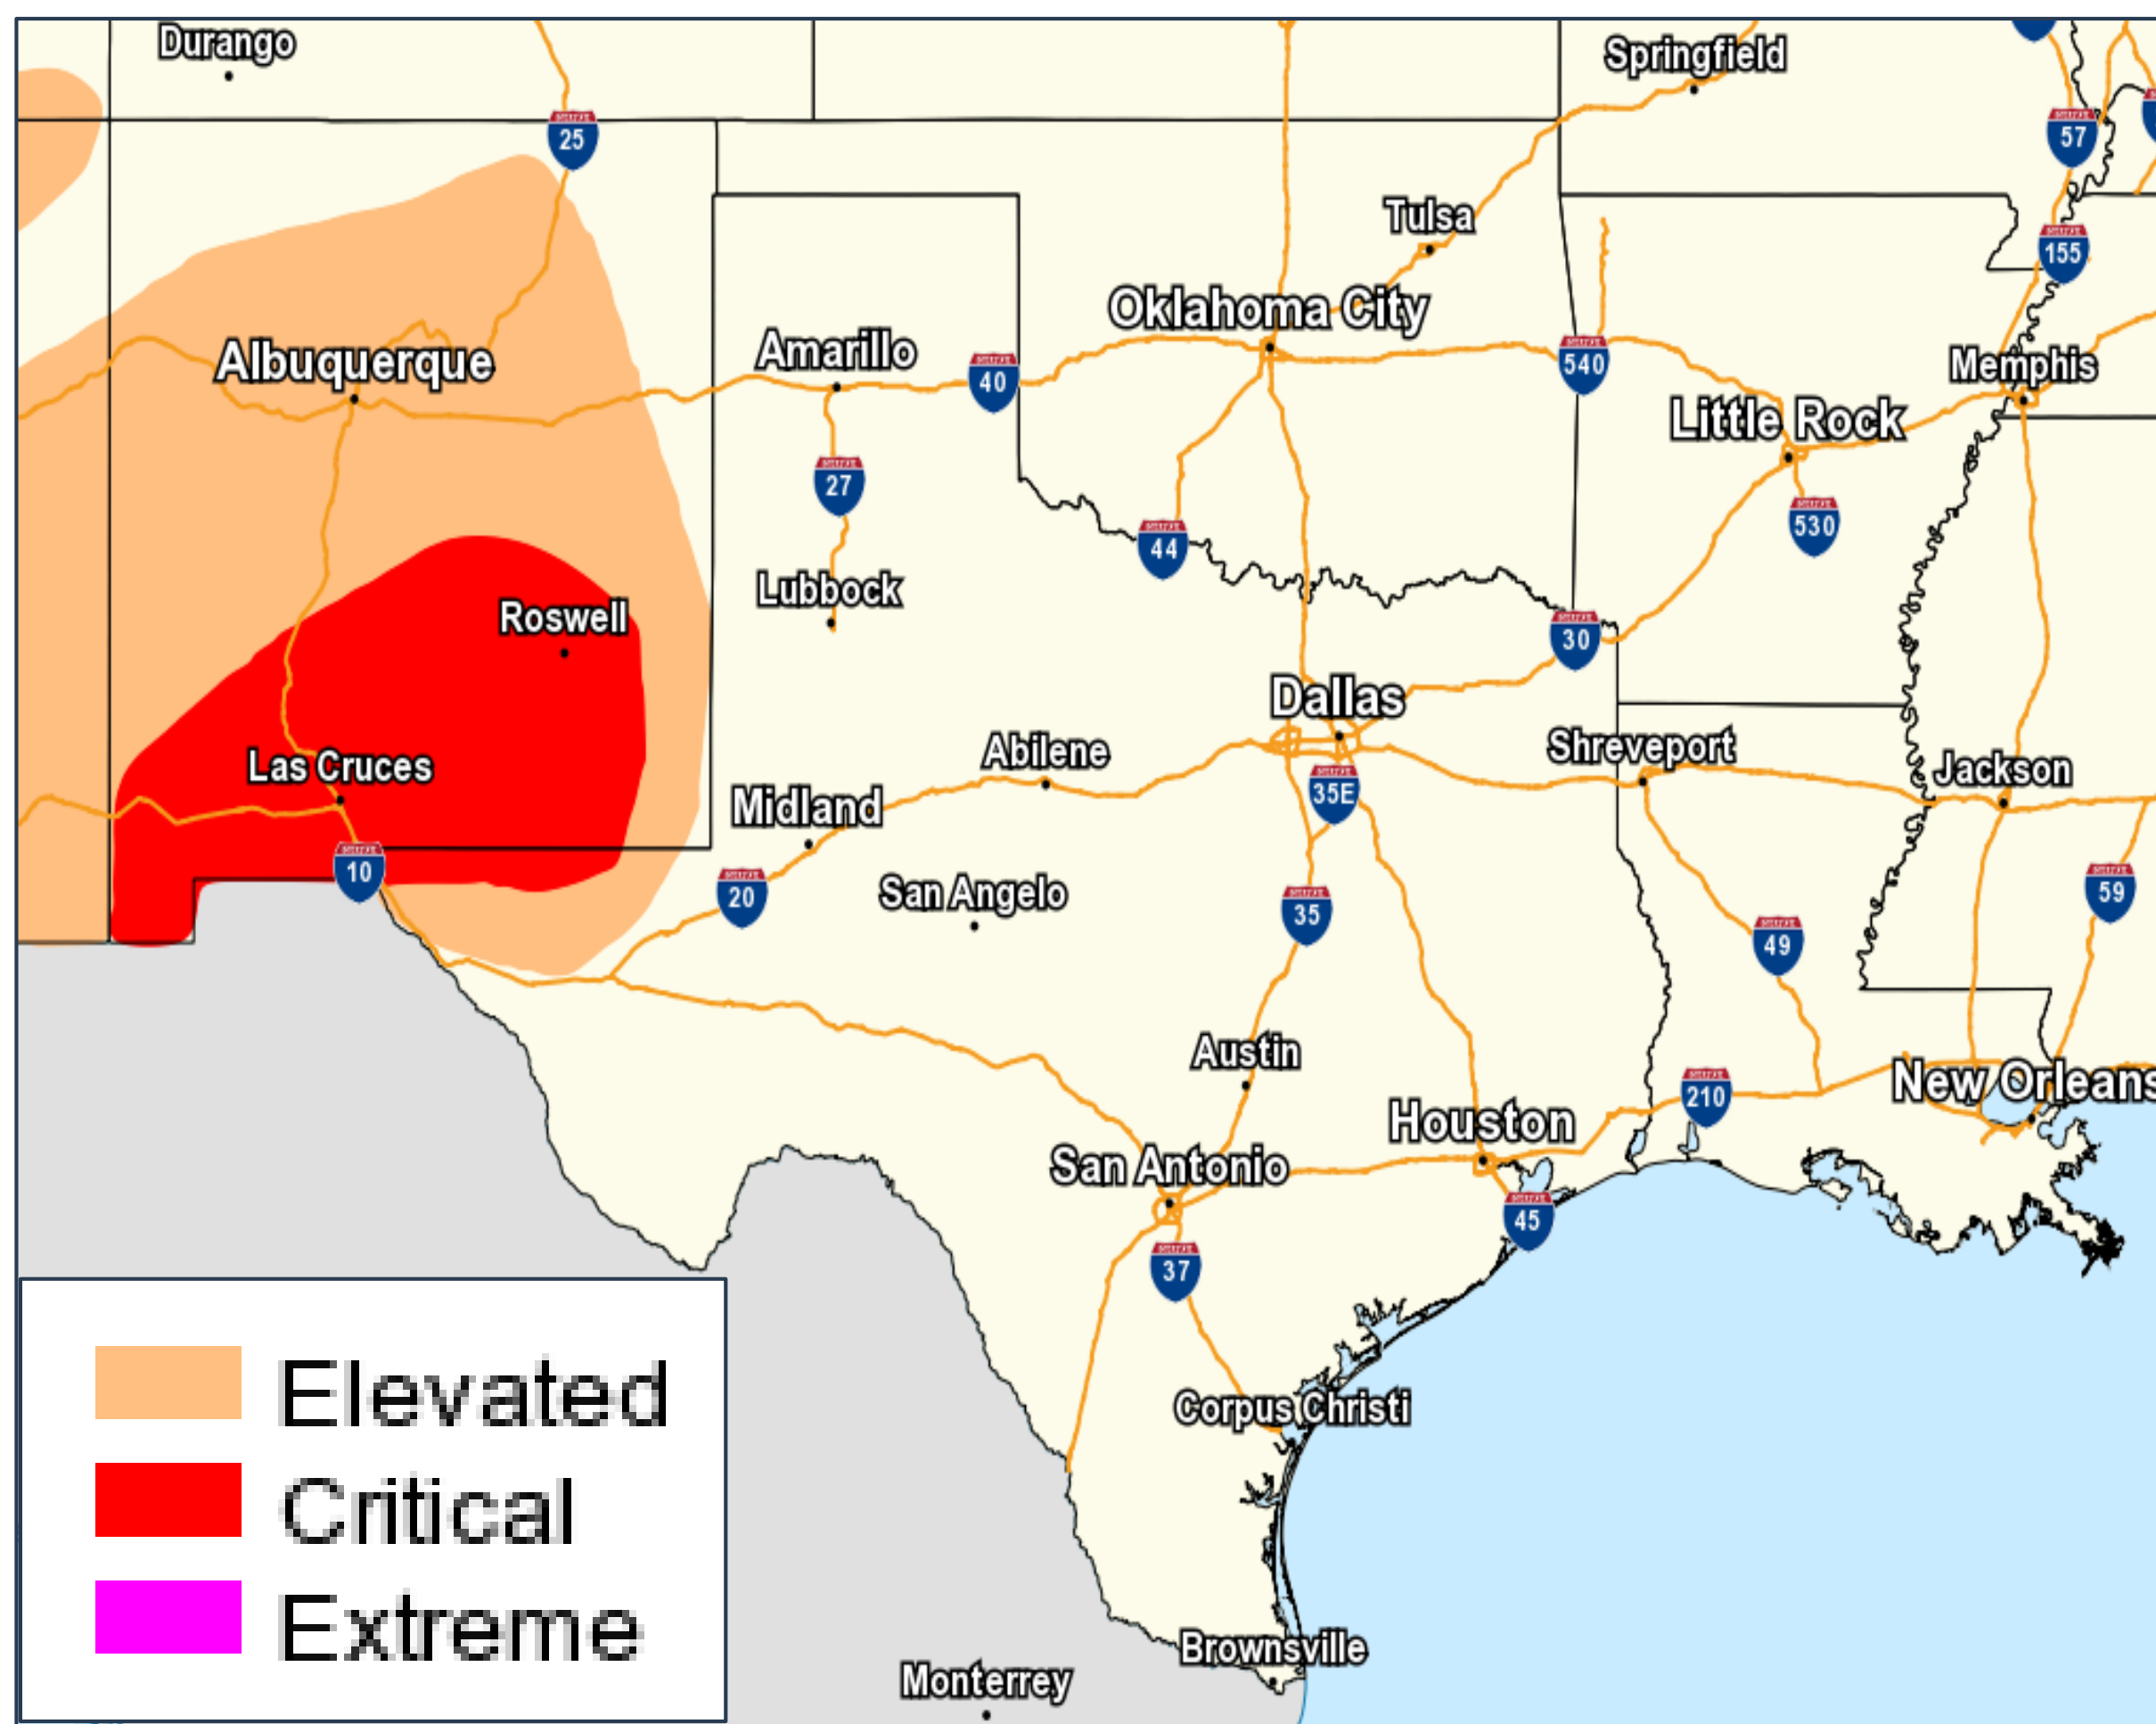 Durango
Springfield
25
57
155
Tulsa
Oklahoma City
Albuquerque
Amarillo
40
540
Memphis
Little Rock
27
530
44
Lubbock
Roswell
30
Dallas
Las Cruces
Abilene
Shreveport
Jackson
35E
Midland
10
20
San Angelo
35
59
49
Austin
210
New Orleans
Houston
San Antonio
45
37
Elevated
Corpus Christi
Critical
Extreme
Brownsville
Monterrey